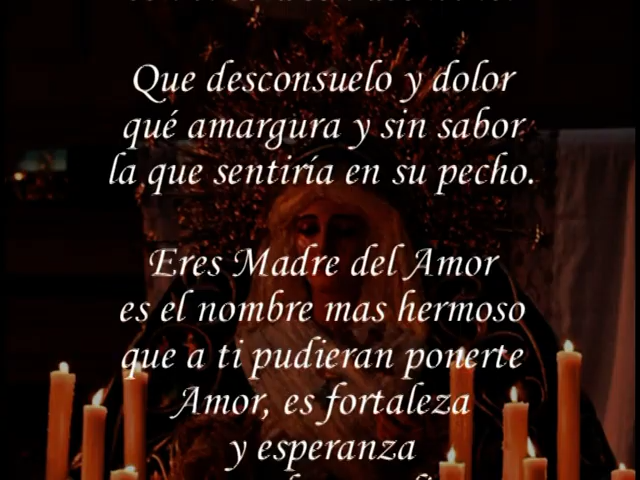 Que desconsuelo y dolor
qué amargura y sin sabor
la que sentiría en su pecho.
Eres Madre del Amor
es el nombre mas hermoso
que a ti pudieran ponerte
Amor, es fortaleza
y esperanza